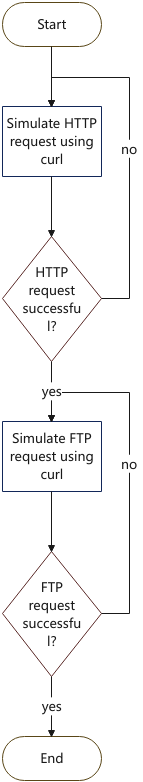 Start
Simulate HTTP
request using
curl
no
HTTP
request
successfu
l?
yes
Simulate FTP
request using
curl
no
FTP
request
successfu
l?
yes
End